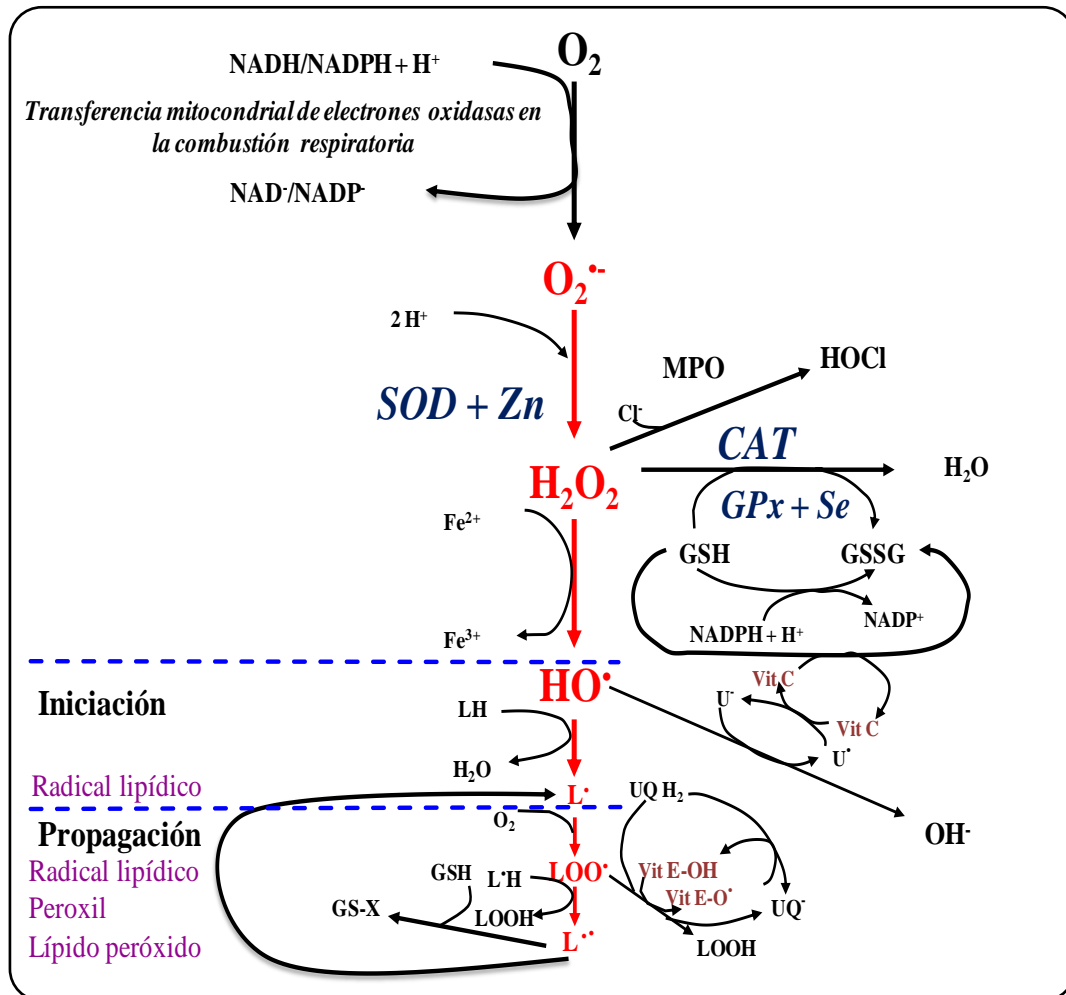 O₂
NADH/NADPH + H⁺
Transferencia mitocondrial de electrones oxidasas en
la combustión respiratoria
NAD⁻/NADP⁻
O₂•⁻
2 H⁺
HOCl
MPO
SOD + Zn
Cl⁻
CAT
H₂O
H₂O₂
GPx + Se
Fe²⁺
GSH
GSSG
NADP⁺
NADPH + H⁺
Fe³⁺
HO•
Vit C
Iniciación
LH
U⁻
Vit C
U•
H₂O
Radical lipídico
L•
UQ H₂
O₂
Propagación
OH⁻
Radical lipídico
GSH
L•H
LOO•
Vit E-OH
Peroxil
Vit E-O•
GS-X
LOOH
UQ⁻
Lípido peróxido
L••
LOOH